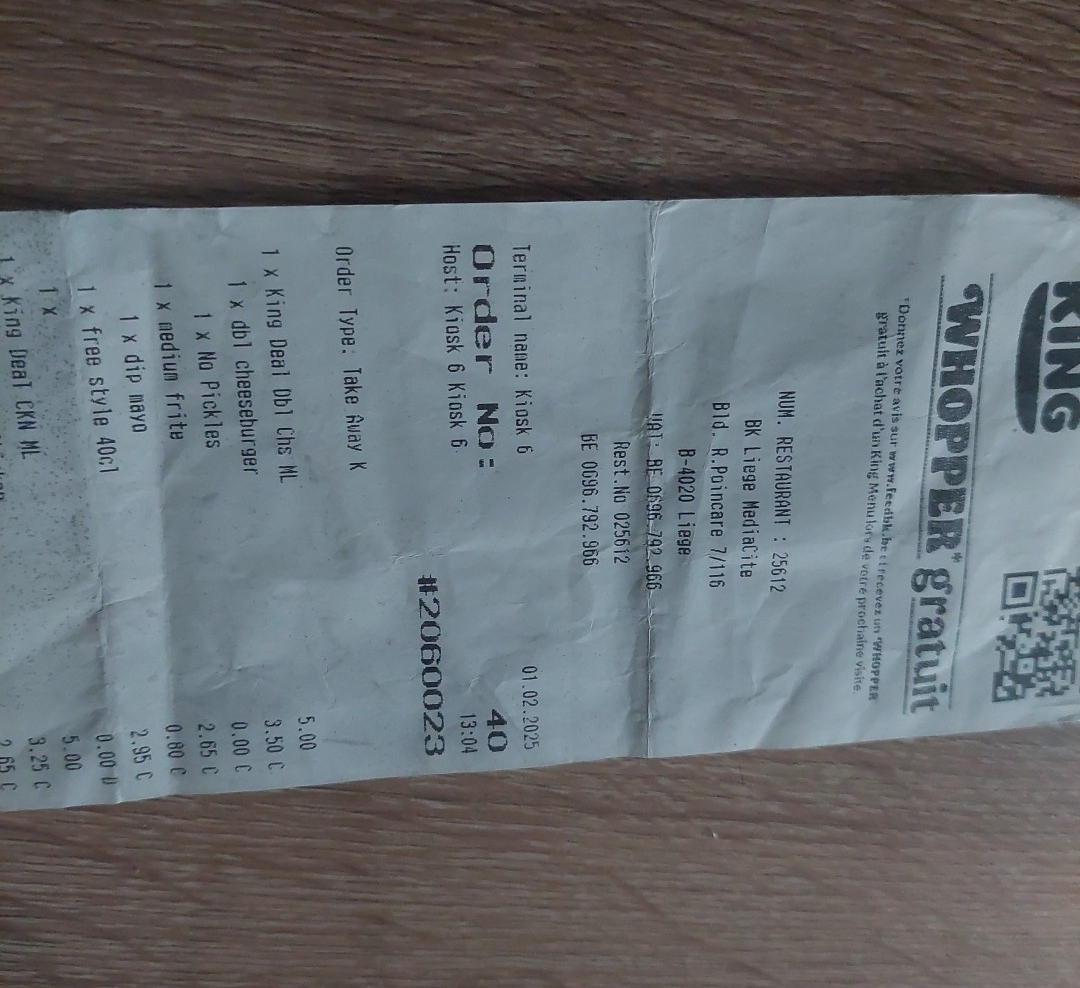 KING
WHOPPER* gratuit
*Donnez votre avis sur www.feedbk.be et recevez un WHOPPER
gratuit à l'achat d'un King Menu lors de votre prochaine visite.
NUM. RESTAURANT : 25612
BK Liege MediaCite
Bld. R.Poincare 7/116
B-4020 Liege
VAT: BE 0696.792.966
Rest.No 025612
BE 0696.792.966
Terminal name: Kiosk 6 01.02.2025
Order No: 40
Host: Kiosk 6 Kiosk 6 13:04
#2060023
Order Type: Take Away K
1 x King Deal Dbl Chs ML 5.00
1 x dbl cheeseburger 3.50 C
1 x No Pickles 0.00 C
1 x medium frite 2.65 C
1 x dip mayo 0.80 C
1 x free style 40cl 2.95 C
1 x 0.00 D
1 x King Deal CKN ML 5.00
3.25 C
2.65 C